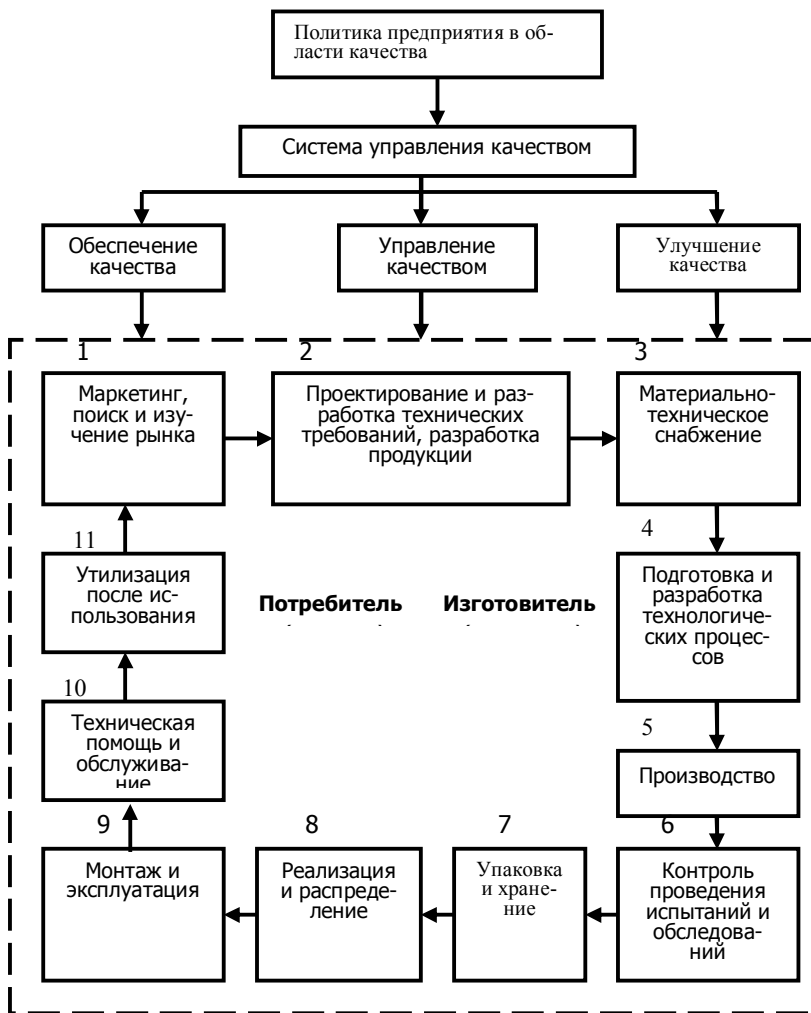 Политика предприятия в об-
ласти качества
Система управления качеством
Обеспечение
качества
Управление
качеством
Улучшение
качества
1
2
3
Маркетинг,
поиск и изу-
чение рынка
Проектирование и раз-
работка технических
требований, разработка
продукции
Материально-
техническое
снабжение
11
4
Утилизация
после ис-
пользования
Потребитель
Изготовитель
Подготовка и
разработка
технологиче-
ских процес-
сов
10
5
Техническая
помощь и
обслужива-
ние
Производство
9
8
7
6
Монтаж и
эксплуатация
Реализация
и распреде-
ление
Упаковка
и хране-
ние
Контроль
проведения
испытаний и
обследова-
ний